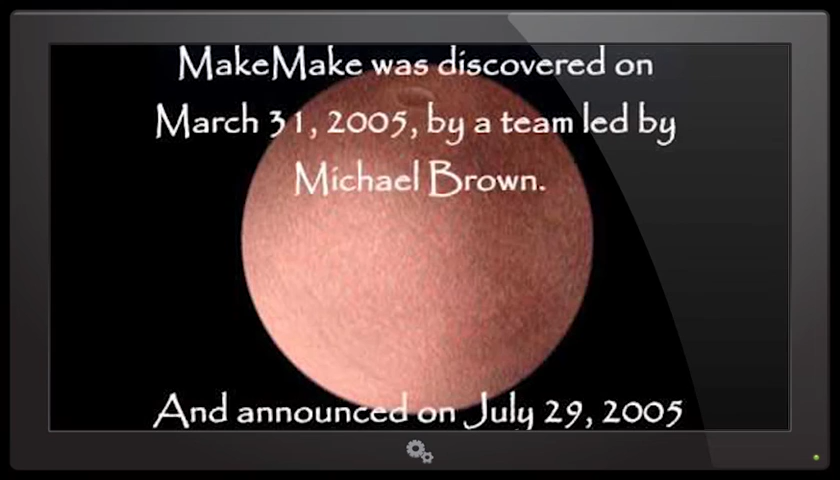 MakeMake was discovered on
March 31, 2005, by a team led by
Michael Brown.
And announced on July 29, 2005